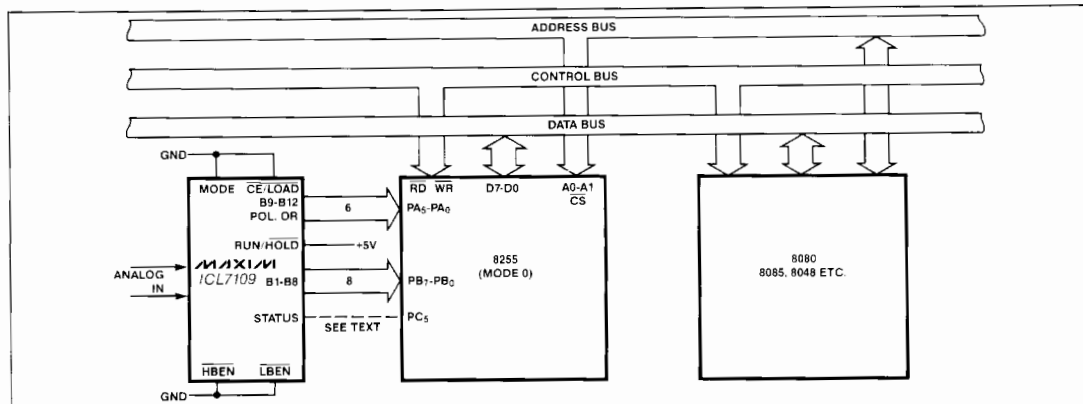 ADDRESS BUS
CONTROL BUS
DATA BUS
GND
MODE CE/LOAD
B9-B12
POL. OR
6
RUN/HOLD
+5V
MAXIM
ICL7109
ANALOG
IN
B1-B8
8
STATUS
SEE TEXT
HBEN LBEN
GND
RD WR D7-D0 A0-A1
CS
PA5-PA0
8255
(MODE 0)
PB7-PB0
PC5
8080
8085, 8048 ETC.